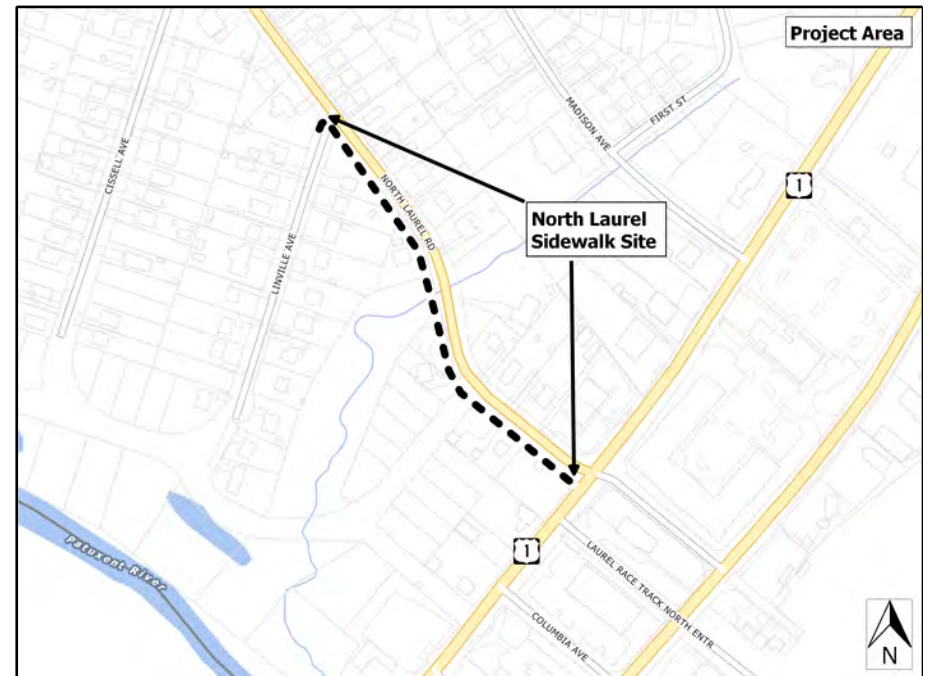 Project Area
MADISON AVE
FIRST ST
CISSELL AVE
1
NORTH LAUREL RD
North Laurel
Sidewalk Site
LINVILLE AVE
Patuxent River
1
LAUREL RACE TRACK NORTH ENTR
COLUMBIA AVE
N